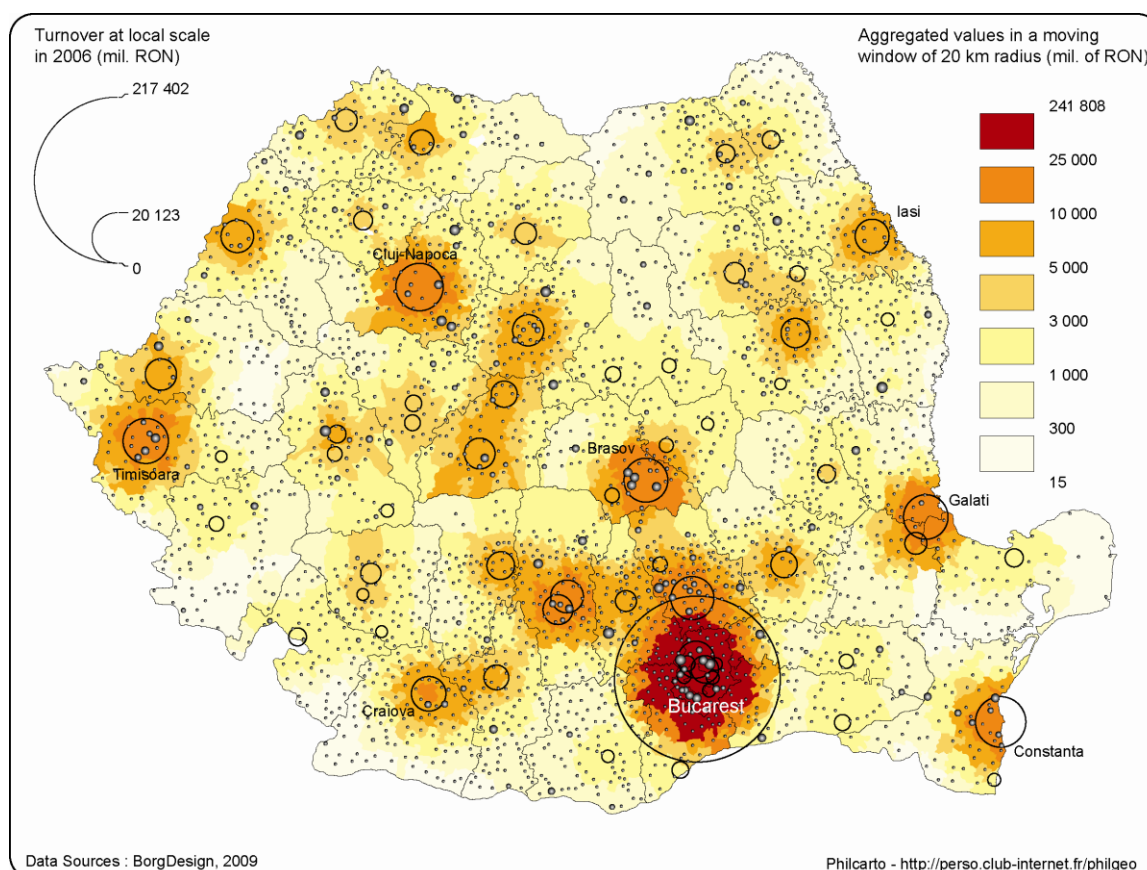 Turnover at local scale
in 2006 (mil. RON)
217 402
20 123
0
Aggregated values in a moving
window of 20 km radius (mil. of RON)
241 808
25 000
10 000
5 000
3 000
1 000
300
15
Iasi
Cluj-Napoca
Timisoara
Brasov
Galati
Bucarest
Craiova
Constanta
Data Sources : BorgDesign, 2009
Philcarto - http://perso.club-internet.fr/philgeo